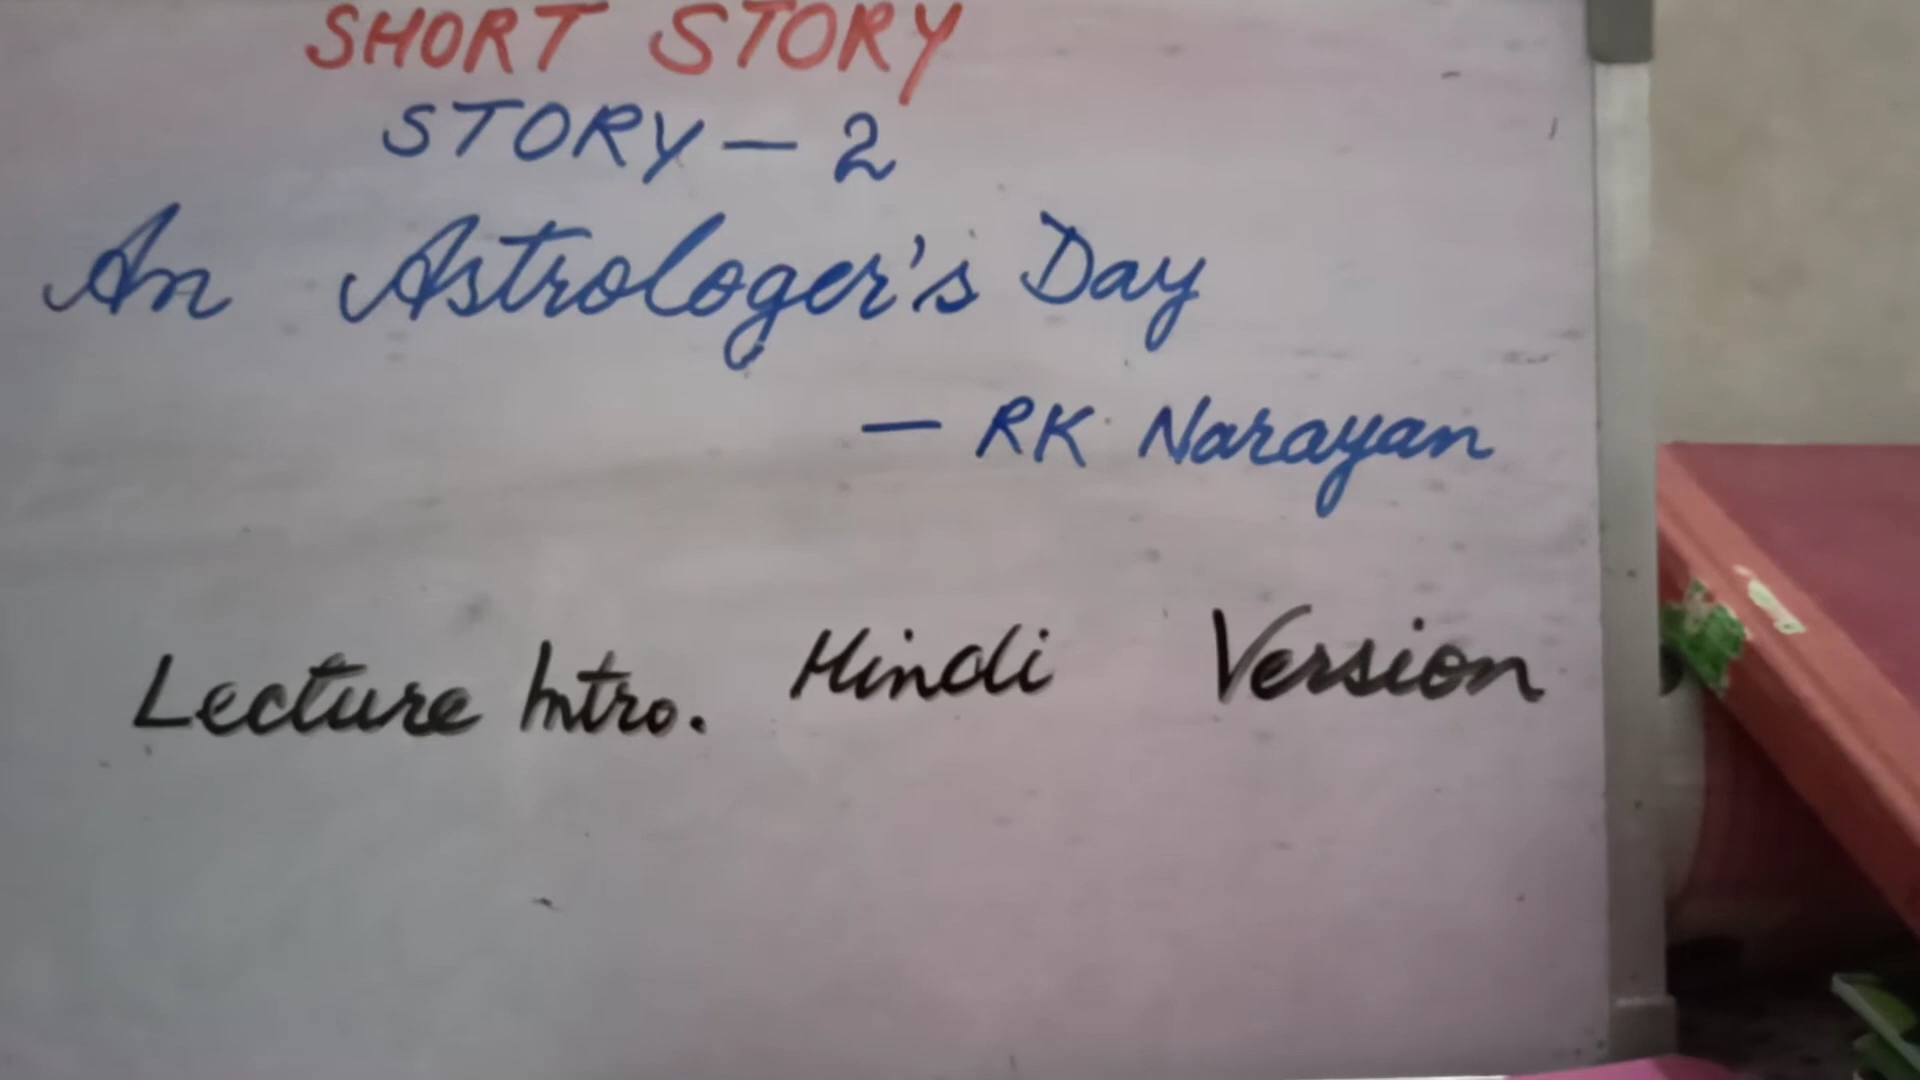 SHORT STORY
STORY - 2
An Astrologer's Day
- RK Narayan
Lecture Intro. Hindi Version